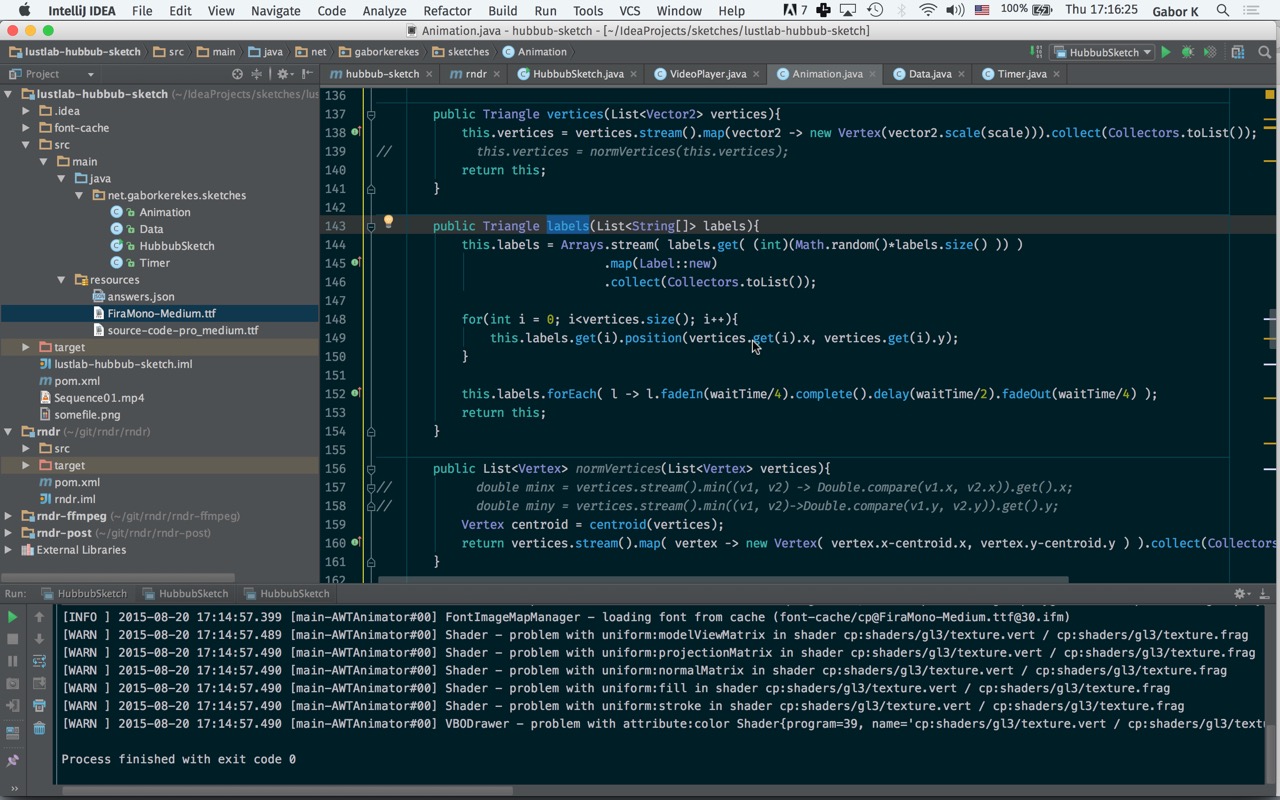 IntelliJ IDEA File Edit View Navigate Code Analyze Refactor Build Run Tools VCS Window Help 7 100% Thu 17:16:25 Gabor K
Animation.java - hubbub-sketch - [~/IdeaProjects/sketches/lustlab-hubbub-sketch]
lustlab-hubbub-sketch src main java net gaborkerekes sketches Animation HubbubSketch
Project
hubbub-sketch × rndr × HubbubSketch.java × VideoPlayer.java × Animation.java × Data.java × Timer.java ×
lustlab-hubbub-sketch (~/IdeaProjects/sketches/lus
.idea
font-cache
src
main
java
net.gaborkerekes.sketches
Animation
Data
HubbubSketch
Timer
resources
answers.json
FiraMono-Medium.ttf
source-code-pro_medium.ttf
target
lustlab-hubbub-sketch.iml
pom.xml
Sequence01.mp4
somefile.png
rndr (~/git/rndr/rndr)
src
target
pom.xml
rndr.iml
rndr-ffmpeg (~/git/rndr/rndr-ffmpeg)
rndr-post (~/git/rndr/rndr-post)
External Libraries
136
137 public Triangle vertices(List<Vector2> vertices){
138 this.vertices = vertices.stream().map(vector2 -> new Vertex(vector2.scale(scale))).collect(Collectors.toList());
139 // this.vertices = normVertices(this.vertices);
140 return this;
141 }
142
143 public Triangle labels(List<String[]> labels){
144 this.labels = Arrays.stream( labels.get( (int)(Math.random()*labels.size() )) )
145 .map(Label::new)
146 .collect(Collectors.toList());
147
148 for(int i = 0; i<vertices.size(); i++){
149 this.labels.get(i).position(vertices.get(i).x, vertices.get(i).y);
150 }
151
152 this.labels.forEach( l -> l.fadeIn(waitTime/4).complete().delay(waitTime/2).fadeOut(waitTime/4) );
153 return this;
154 }
155
156 public List<Vertex> normVertices(List<Vertex> vertices){
157 // double minx = vertices.stream().min((v1, v2) -> Double.compare(v1.x, v2.x)).get().x;
158 // double miny = vertices.stream().min((v1, v2)->Double.compare(v1.y, v2.y)).get().y;
159 Vertex centroid = centroid(vertices);
160 return vertices.stream().map( vertex -> new Vertex( vertex.x-centroid.x, vertex.y-centroid.y ) ).collect(Collectors
161 }
162
Run: HubbubSketch HubbubSketch HubbubSketch
[INFO ] 2015-08-20 17:14:57.399 [main-AWTAnimator#00] FontImageMapManager - loading font from cache (font-cache/cp@FiraMono-Medium.ttf@30.ifm)
[WARN ] 2015-08-20 17:14:57.489 [main-AWTAnimator#00] Shader - problem with uniform:modelViewMatrix in shader cp:shaders/gl3/texture.vert / cp:shaders/gl3/texture.frag
[WARN ] 2015-08-20 17:14:57.490 [main-AWTAnimator#00] Shader - problem with uniform:projectionMatrix in shader cp:shaders/gl3/texture.vert / cp:shaders/gl3/texture.frag
[WARN ] 2015-08-20 17:14:57.490 [main-AWTAnimator#00] Shader - problem with uniform:normalMatrix in shader cp:shaders/gl3/texture.vert / cp:shaders/gl3/texture.frag
[WARN ] 2015-08-20 17:14:57.490 [main-AWTAnimator#00] Shader - problem with uniform:fill in shader cp:shaders/gl3/texture.vert / cp:shaders/gl3/texture.frag
[WARN ] 2015-08-20 17:14:57.490 [main-AWTAnimator#00] Shader - problem with uniform:stroke in shader cp:shaders/gl3/texture.vert / cp:shaders/gl3/texture.frag
[WARN ] 2015-08-20 17:14:57.490 [main-AWTAnimator#00] VBODrawer - problem with attribute:color Shader{program=39, name='cp:shaders/gl3/texture.vert / cp:shaders/gl3/textu
Process finished with exit code 0